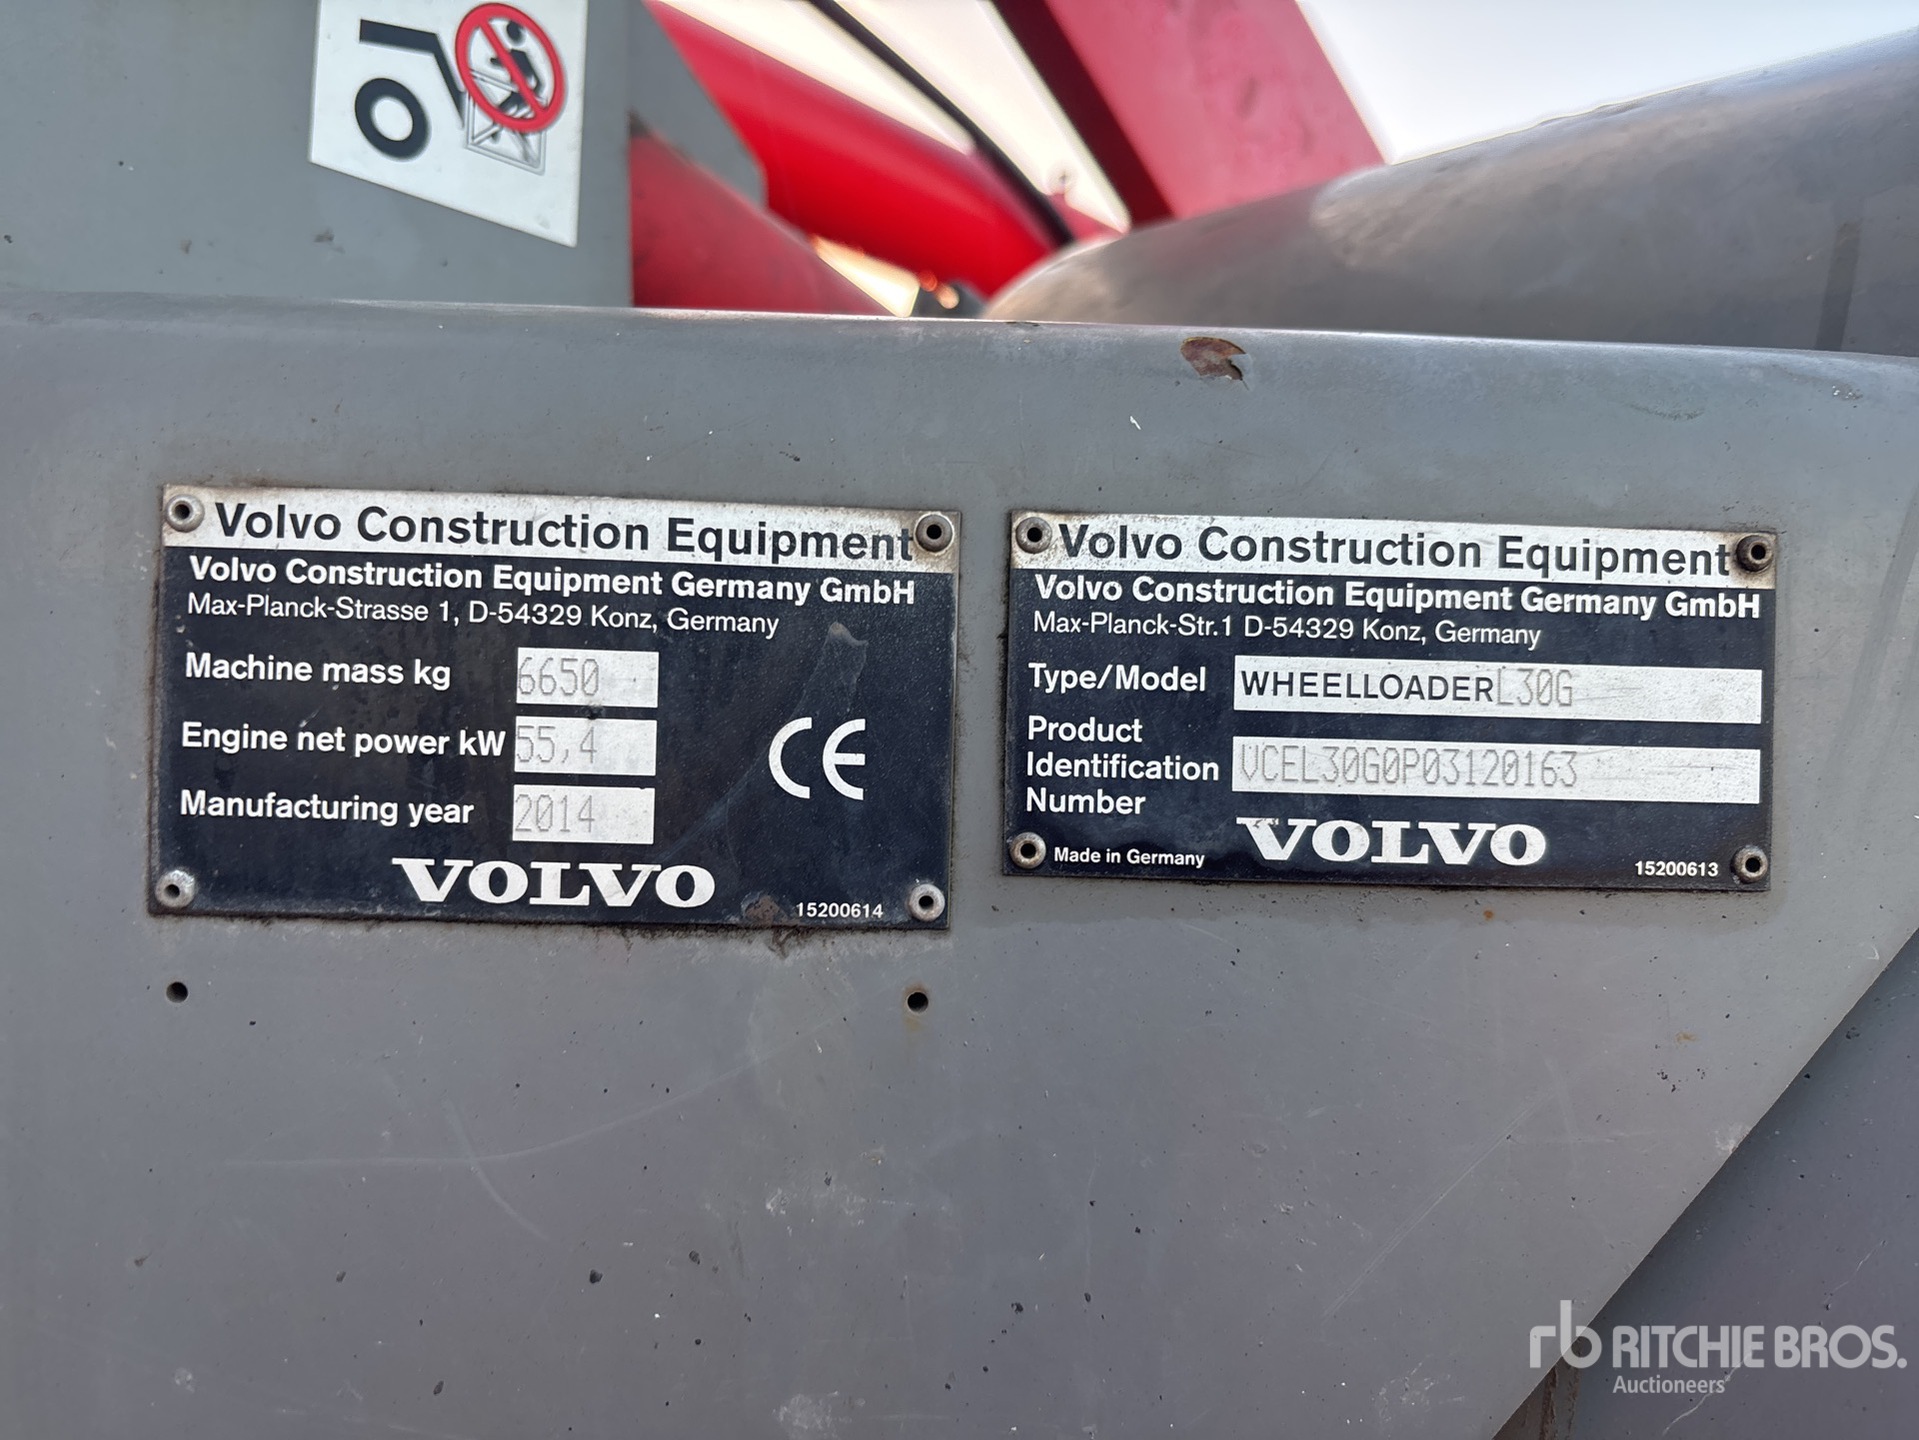 Volvo Construction Equipment
Volvo Construction Equipment Germany GmbH
Max-Planck-Strasse 1, D-54329 Konz, Germany
Machine mass kg 6650
Engine net power kW 55,4
Manufacturing year 2014
CE
VOLVO
15200614
Volvo Construction Equipment
Volvo Construction Equipment Germany GmbH
Max-Planck-Str.1 D-54329 Konz, Germany
Type/Model WHEELLOADER L30G
Product
Identification VCEL30G0P03120163
Number
Made in Germany VOLVO
15200613
rb RITCHIE BROS.
Auctioneers